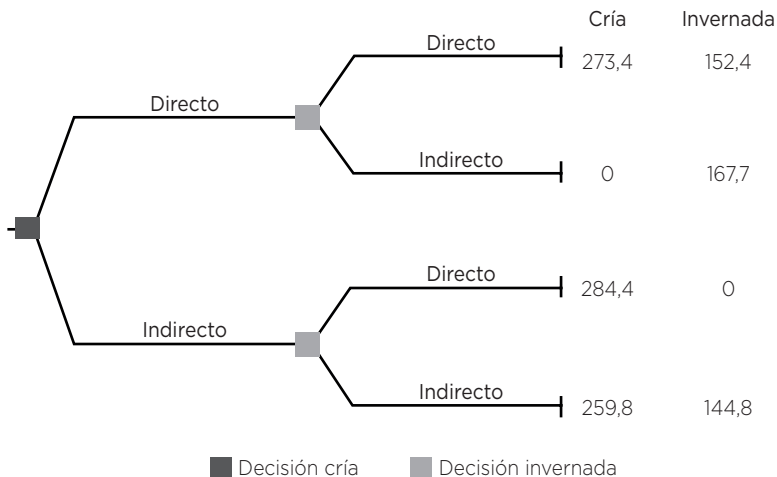 Cría Invernada
Directo
273,4 152,4
Directo
Indirecto
0 167,7
Directo
284,4 0
Indirecto
Indirecto
259,8 144,8
Decisión cría Decisión invernada